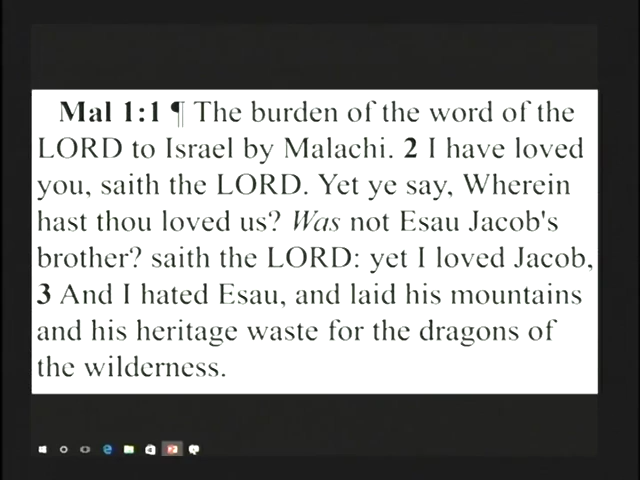 Mal 1:1 ¶ The burden of the word of the
LORD to Israel by Malachi. 2 I have loved
you, saith the LORD. Yet ye say, Wherein
hast thou loved us? Was not Esau Jacob's
brother? saith the LORD: yet I loved Jacob,
3 And I hated Esau, and laid his mountains
and his heritage waste for the dragons of
the wilderness.